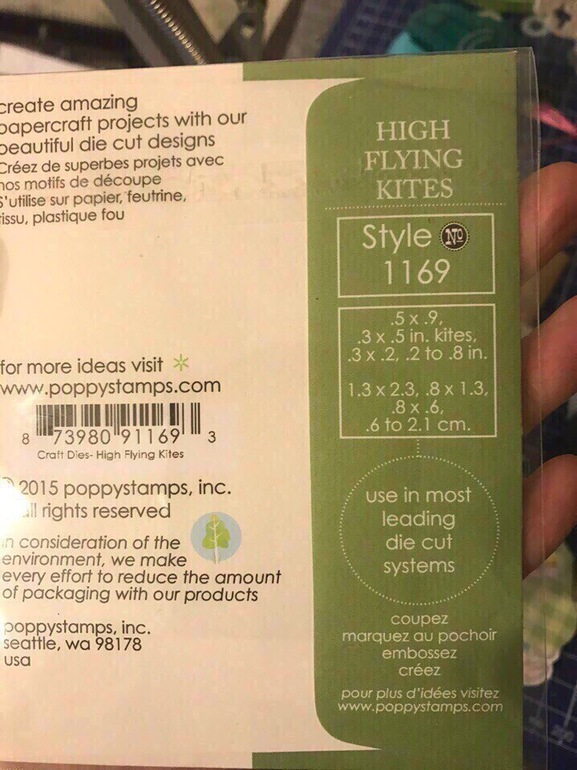 create amazing
papercraft projects with our
beautiful die cut designs
Créez de superbes projets avec
nos motifs de découpe
S'utilise sur papier, feutrine,
tissu, plastique fou
for more ideas visit *
www.poppystamps.com
8 73980 91169 3
Craft Dies- High Flying Kites
© 2015 poppystamps, inc.
all rights reserved
in consideration of the
environment, we make
every effort to reduce the amount
of packaging with our products
poppystamps, inc.
seattle, wa 98178
usa
HIGH
FLYING
KITES
Style No
1169
.5 x .9,
.3 x .5 in. kites,
.3 x .2, .2 to .8 in.
1.3 x 2.3, .8 x 1.3,
.8 x .6,
.6 to 2.1 cm.
use in most
leading
die cut
systems
coupez
marquez au pochoir
embossez
créez
pour plus d'idées visitez
www.poppystamps.com